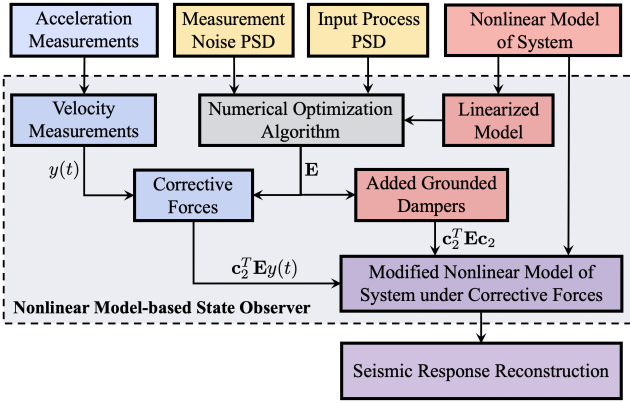 Acceleration
Measurements
Measurement
Noise PSD
Input Process
PSD
Nonlinear Model
of System
Velocity
Measurements
Numerical Optimization
Algorithm
Linearized
Model
y(t)
E
Corrective
Forces
Added Grounded
Dampers
c₂ᵀEc₂
c₂ᵀEy(t)
Modified Nonlinear Model of
System under Corrective Forces
Nonlinear Model-based State Observer
Seismic Response Reconstruction